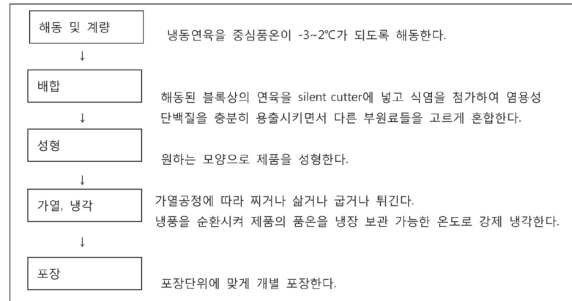 해동 및 계량
냉동연육을 중심품온이 -3~2℃가 되도록 해동한다.
↓
배합
해동된 블록상의 연육을 silent cutter에 넣고 식염을 첨가하여 염용성
단백질을 충분히 용출시키면서 다른 부원료들을 고르게 혼합한다.
↓
성형
원하는 모양으로 제품을 성형한다.
↓
가열, 냉각
가열공정에 따라 찌거나 삶거나 굽거나 튀긴다.
냉풍을 순환시켜 제품의 품온을 냉장 보관 가능한 온도로 강제 냉각한다.
↓
포장
포장단위에 맞게 개별 포장한다.